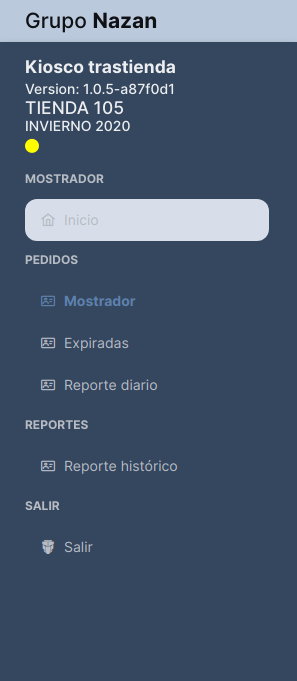 Grupo Nazan
Kiosco trastienda
Version: 1.0.5-a87f0d1
TIENDA 105
INVIERNO 2020
MOSTRADOR
Inicio
PEDIDOS
Mostrador
Expiradas
Reporte diario
REPORTES
Reporte histórico
SALIR
Salir